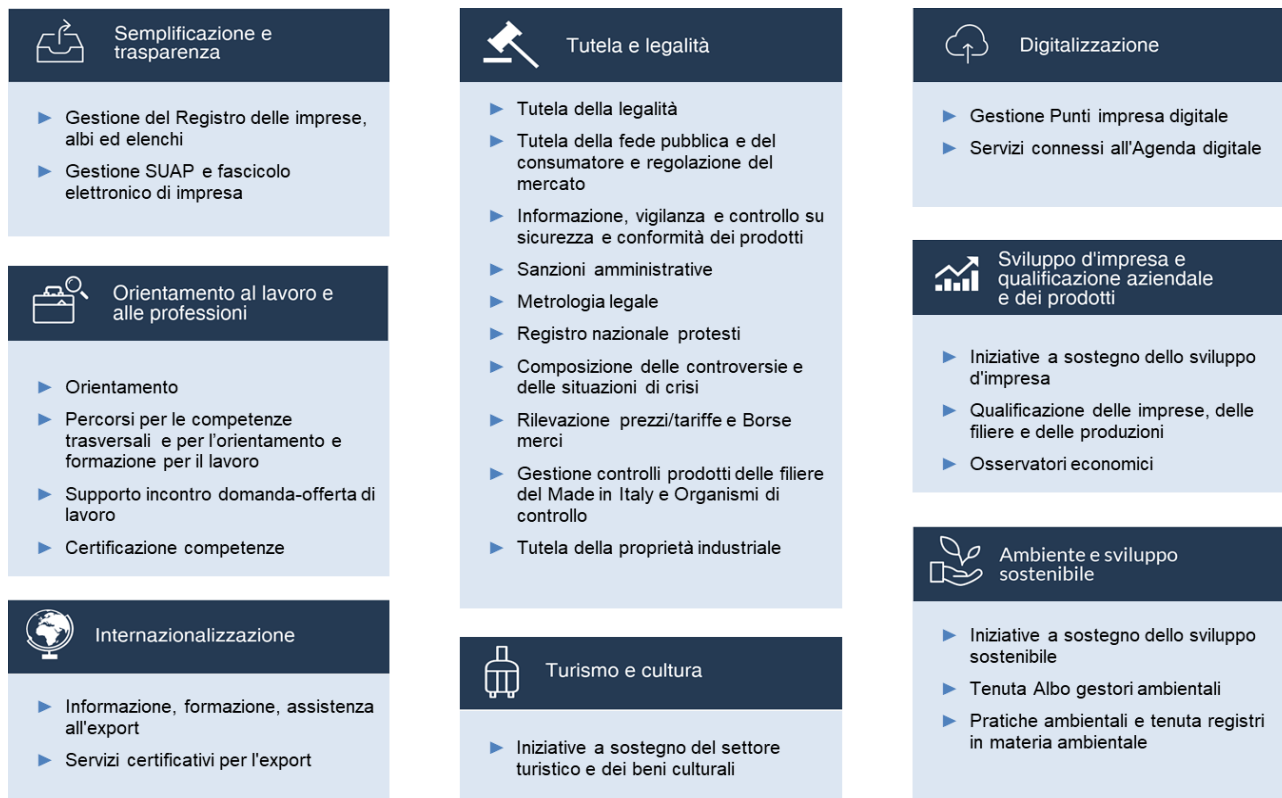 Semplificazione e
trasparenza
► Gestione del Registro delle imprese,
albi ed elenchi
► Gestione SUAP e fascicolo
elettronico di impresa
Orientamento al lavoro e
alle professioni
► Orientamento
► Percorsi per le competenze
trasversali e per l'orientamento e
formazione per il lavoro
► Supporto incontro domanda-offerta di
lavoro
► Certificazione competenze
Internazionalizzazione
► Informazione, formazione, assistenza
all'export
► Servizi certificativi per l'export
Tutela e legalità
► Tutela della legalità
► Tutela della fede pubblica e del
consumatore e regolazione del
mercato
► Informazione, vigilanza e controllo su
sicurezza e conformità dei prodotti
► Sanzioni amministrative
► Metrologia legale
► Registro nazionale protesti
► Composizione delle controversie e
delle situazioni di crisi
► Rilevazione prezzi/tariffe e Borse
merci
► Gestione controlli prodotti delle filiere
del Made in Italy e Organismi di
controllo
► Tutela della proprietà industriale
Turismo e cultura
► Iniziative a sostegno del settore
turistico e dei beni culturali
Digitalizzazione
► Gestione Punti impresa digitale
► Servizi connessi all'Agenda digitale
Sviluppo d'impresa e
qualificazione aziendale
e dei prodotti
► Iniziative a sostegno dello sviluppo
d'impresa
► Qualificazione delle imprese, delle
filiere e delle produzioni
► Osservatori economici
Ambiente e sviluppo
sostenibile
► Iniziative a sostegno dello sviluppo
sostenibile
► Tenuta Albo gestori ambientali
► Pratiche ambientali e tenuta registri
in materia ambientale